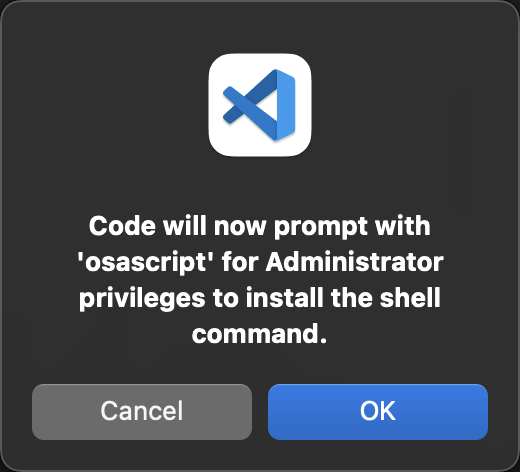 Code will now prompt with
'osascript' for Administrator
privileges to install the shell
command.
Cancel
OK